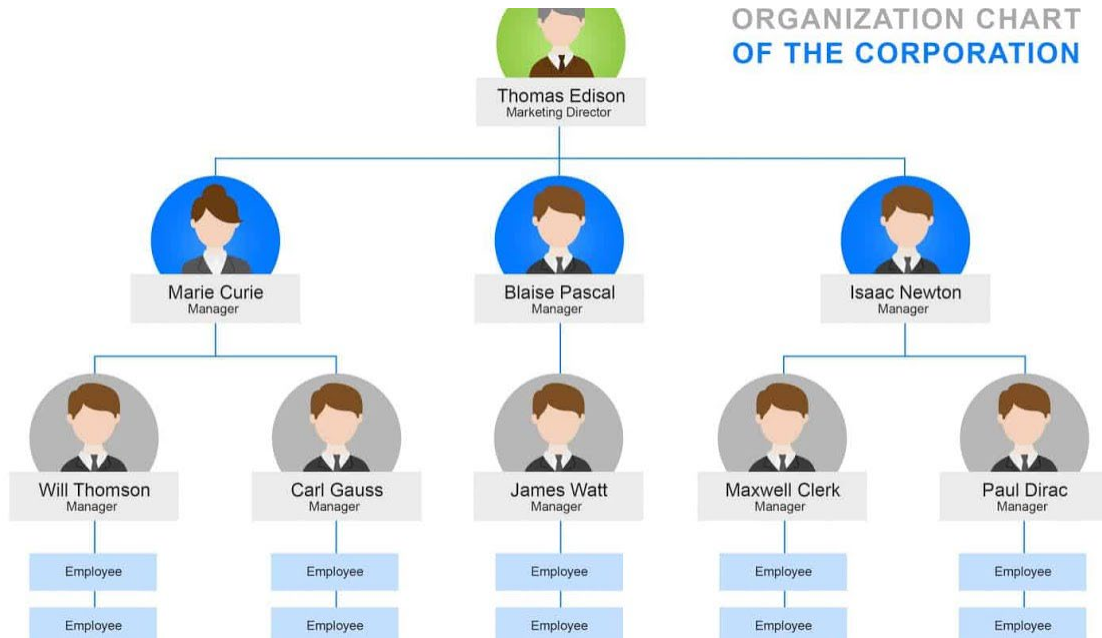 ORGANIZATION CHART
OF THE CORPORATION
Thomas Edison
Marketing Director
Marie Curie
Manager
Blaise Pascal
Manager
Isaac Newton
Manager
Will Thomson
Manager
Carl Gauss
Manager
James Watt
Manager
Maxwell Clerk
Manager
Paul Dirac
Manager
Employee
Employee
Employee
Employee
Employee
Employee
Employee
Employee
Employee
Employee